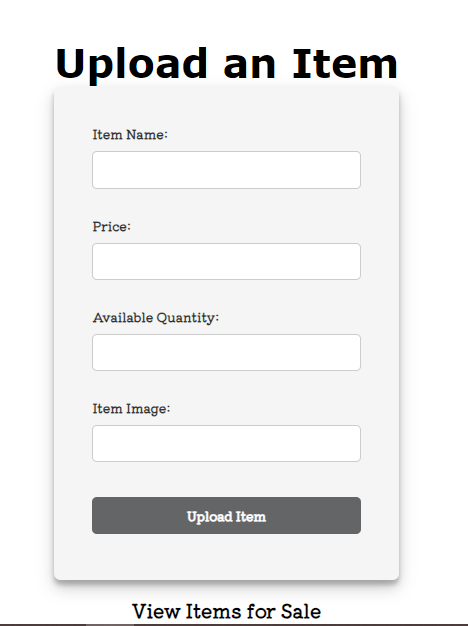 Upload an Item
Item Name:
Price:
Available Quantity:
Item Image:
Upload Item
View Items for Sale